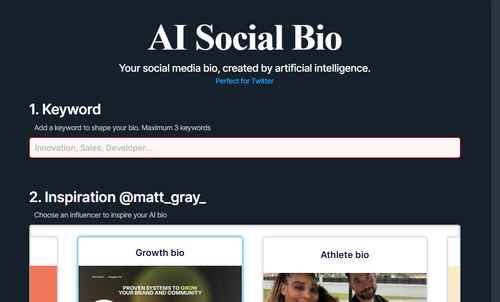 AI Social Bio
Your social media bio, created by artificial intelligence.
Perfect for Twitter
1. Keyword
Add a keyword to shape your bio. Maximum 3 keywords
Innovation, Sales, Developer...
2. Inspiration @matt_gray_
Choose an influencer to inspire your AI bio
Growth bio
Athlete bio
PROVEN SYSTEMS TO GROW
YOUR BRAND AND COMMUNITY